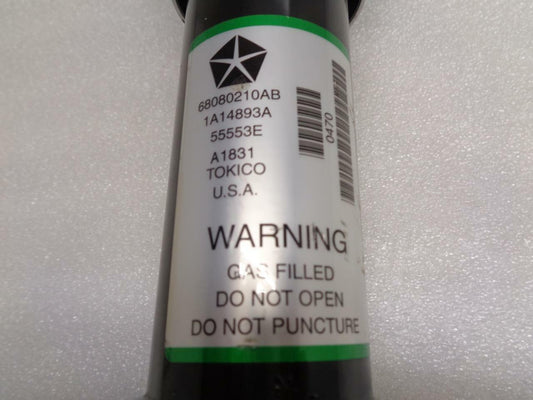 68080210AB
1A14893A
55553E
A1831
TOKICO
U.S.A.
0470
WARNING
GAS FILLED
DO NOT OPEN
DO NOT PUNCTURE